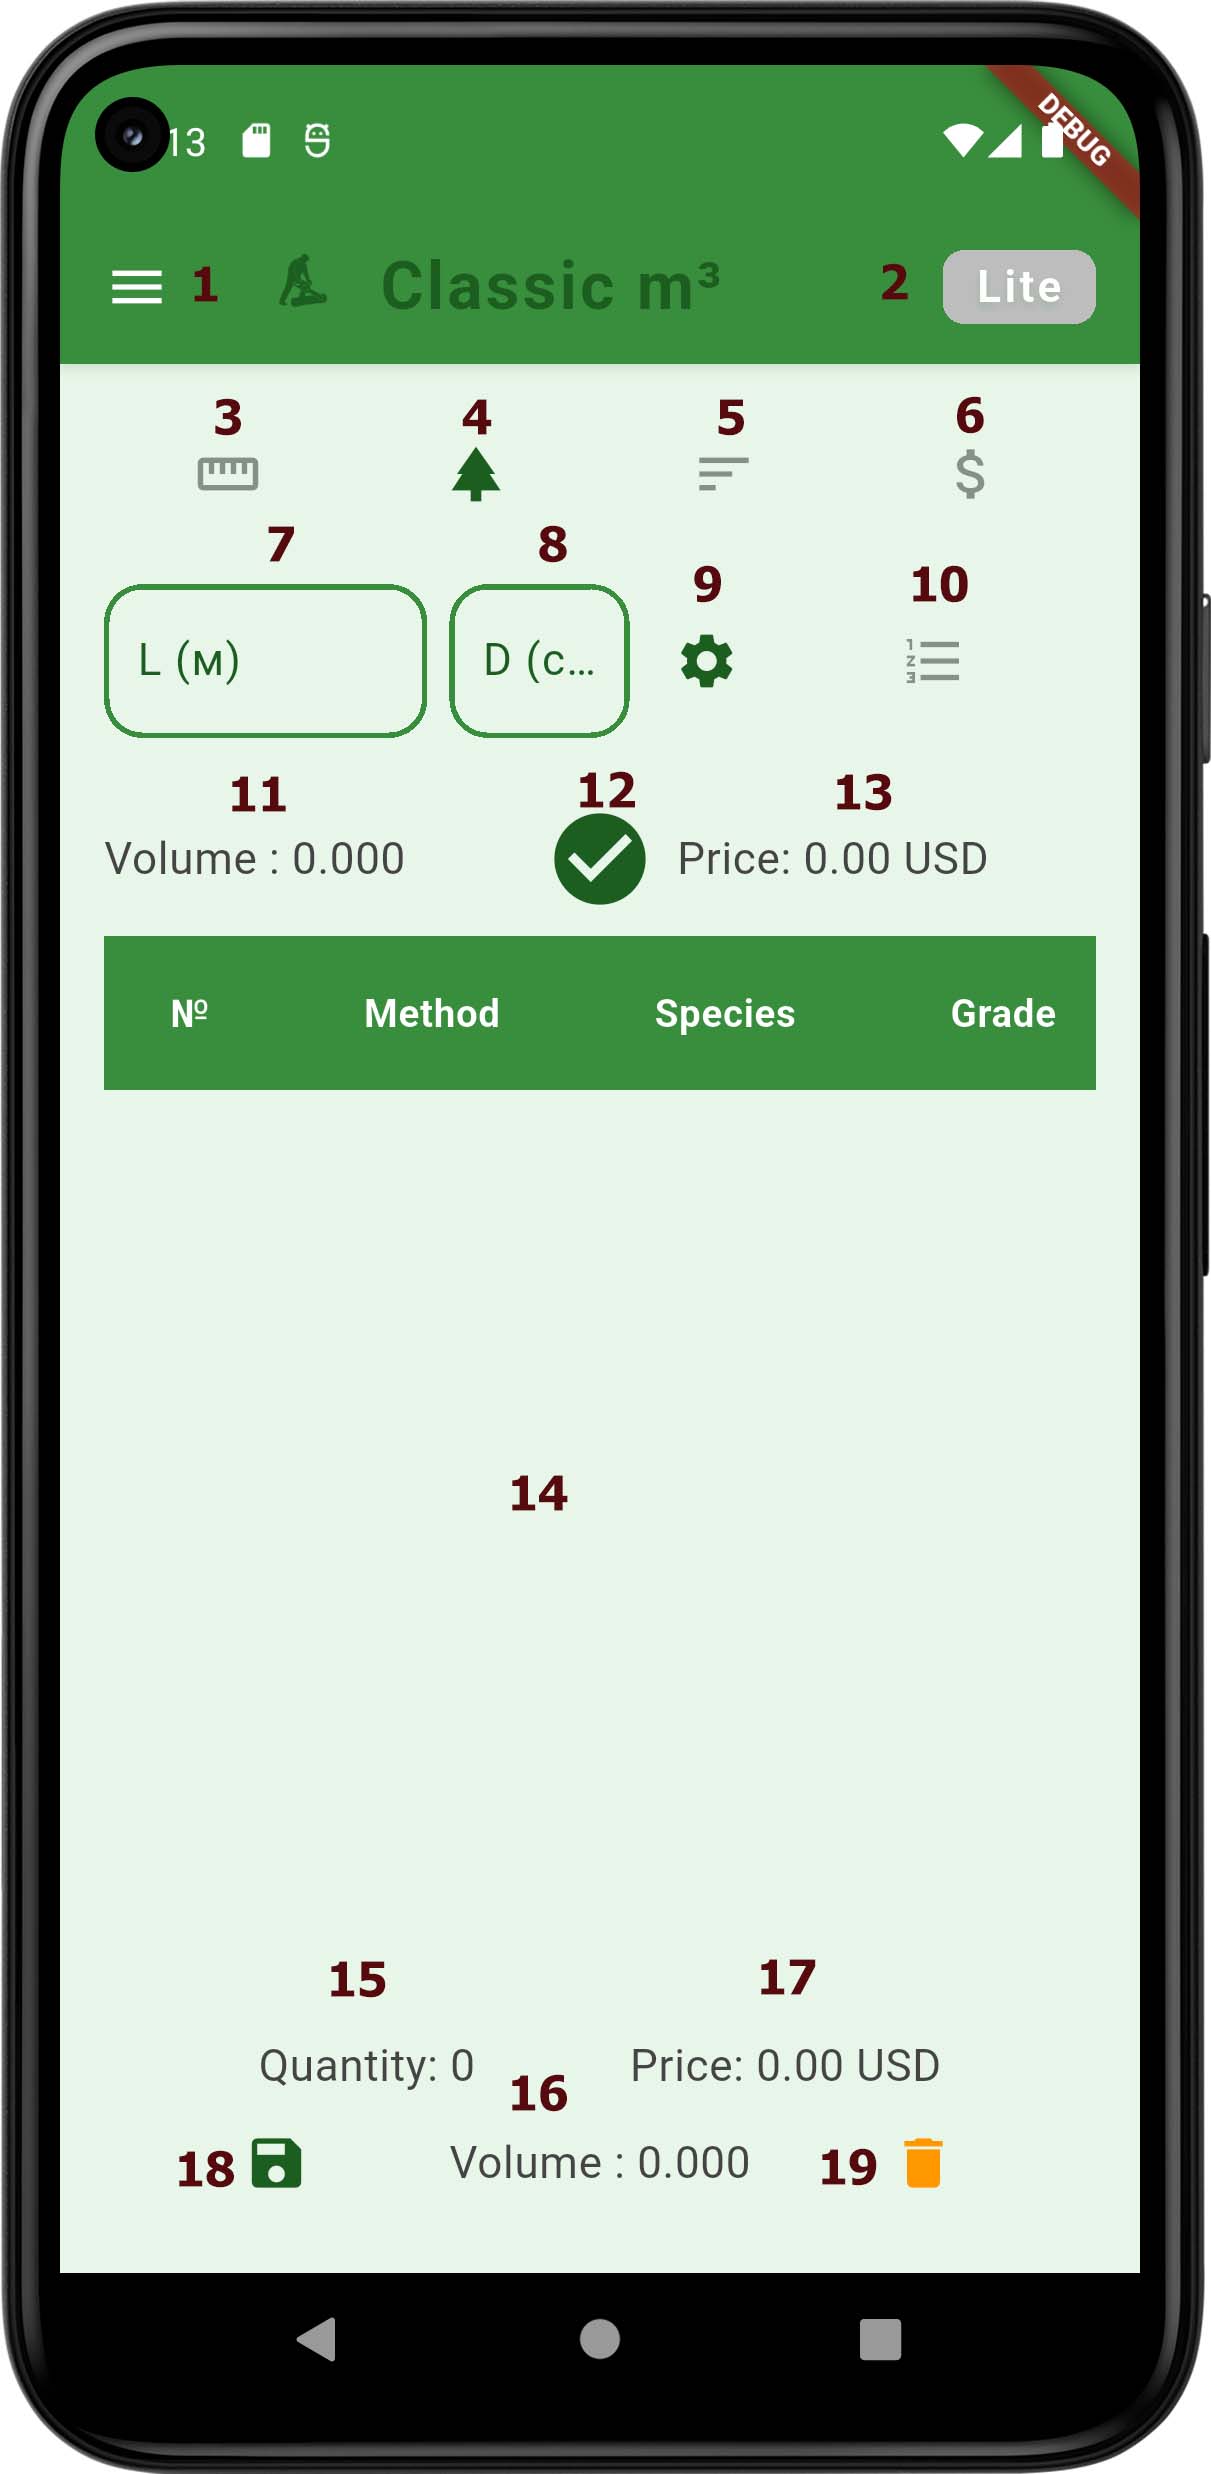 13
DEBUG
1 Classic m³ 2 Lite
3 4 5 6
7 8 9 10
L (м) D (c...
11 12 13
Volume : 0.000 Price: 0.00 USD
№ Method Species Grade
14
15 17
Quantity: 0 Price: 0.00 USD
16
18 Volume : 0.000 19